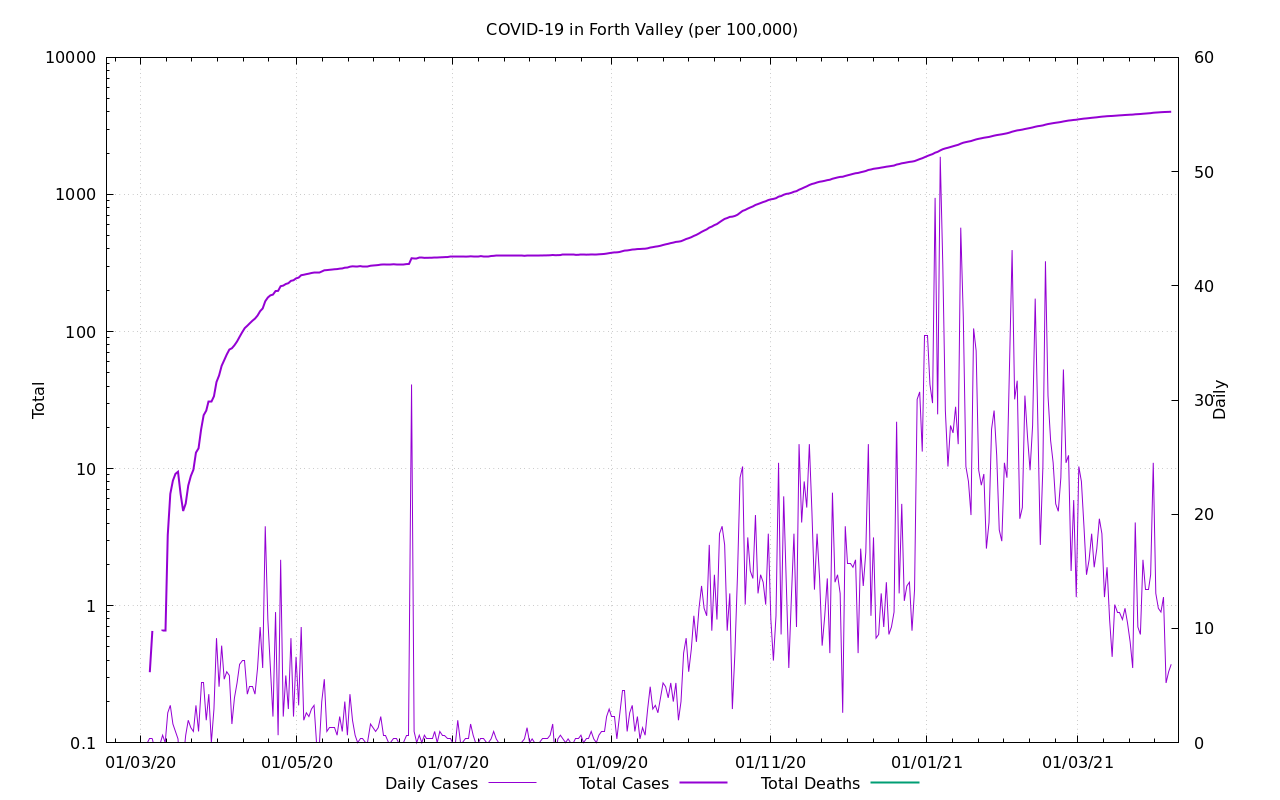 COVID-19 in Forth Valley (per 100,000)
10000
1000
100
10
1
0.1
60
50
40
30
20
10
0
Total
Daily
01/03/20 01/05/20 01/07/20 01/09/20 01/11/20 01/01/21 01/03/21
Daily Cases Total Cases Total Deaths